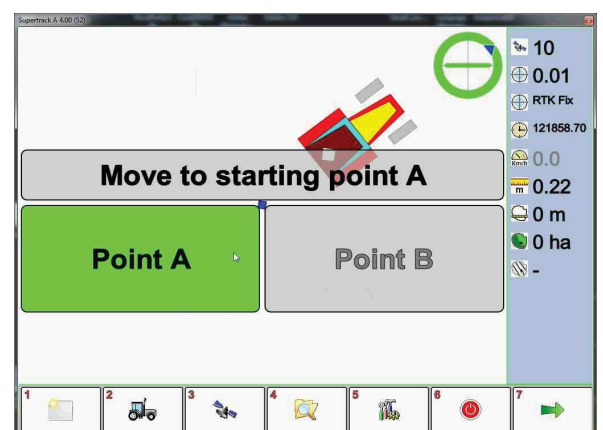 Supertrack A 4.00 (52)
10
0.01
RTK Fix
121858.70
Km/h 0.0
m 0.22
0 m
0 ha
-
Move to starting point A
Point A
Point B
1
2
3
4
5
6
7